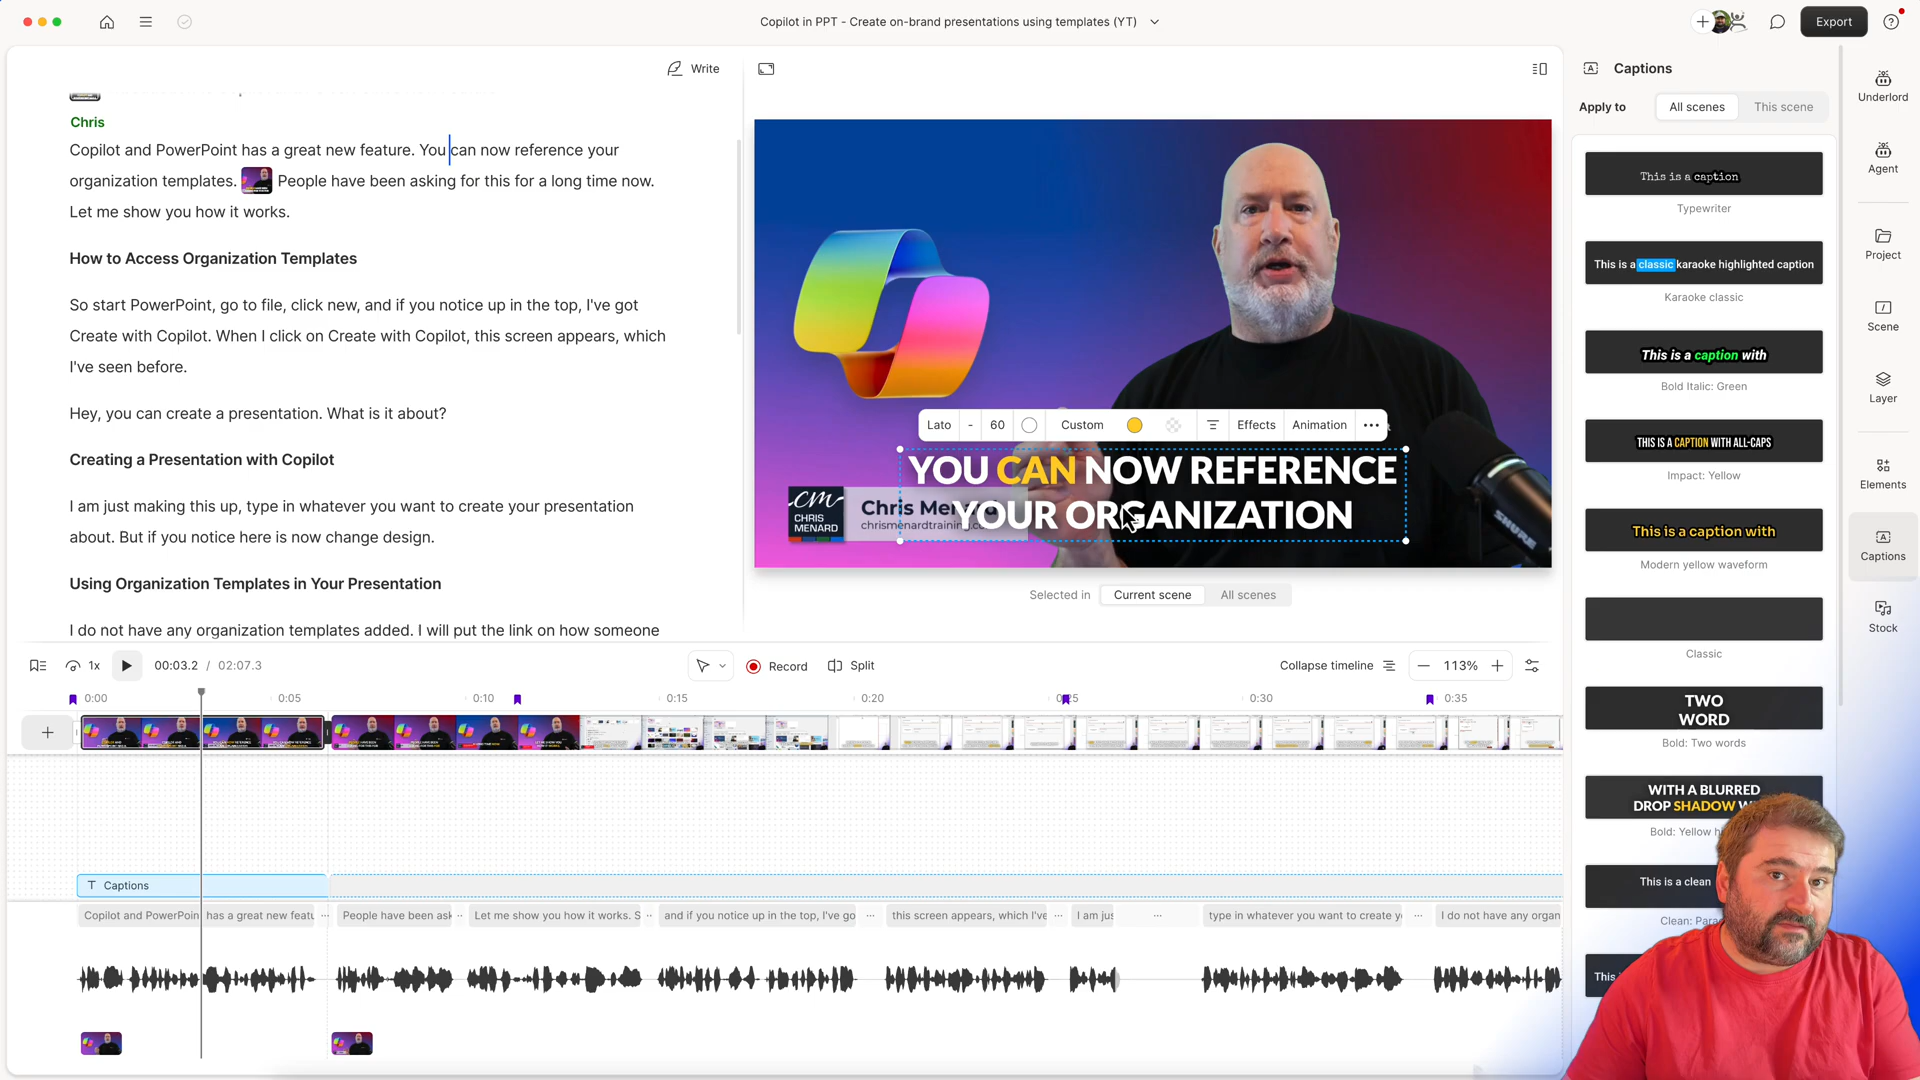 Copilot in PPT - Create on-brand presentations using templates (YT)
Export
Write
Chris
Copilot and PowerPoint has a great new feature. You can now reference your
organization templates. People have been asking for this for a long time now.
Let me show you how it works.
How to Access Organization Templates
So start PowerPoint, go to file, click new, and if you notice up in the top, I've got
Create with Copilot. When I click on Create with Copilot, this screen appears, which
I've seen before.
Hey, you can create a presentation. What is it about?
Creating a Presentation with Copilot
I am just making this up, type in whatever you want to create your presentation
about. But if you notice here is now change design.
Using Organization Templates in Your Presentation
I do not have any organization templates added. I will put the link on how someone
Lato - 60 Custom Effects Animation
YOU CAN NOW REFERENCE
YOUR ORGANIZATION
cm
CHRIS
MENARD
Chris Menard
chrismenardtraining
SHURE
Selected in Current scene All scenes
Captions
Apply to All scenes This scene
This is a caption
Typewriter
This is a classic karaoke highlighted caption
Karaoke classic
This is a caption with
Bold Italic: Green
THIS IS A CAPTION WITH ALL-CAPS
Impact: Yellow
This is a caption with
Modern yellow waveform
Classic
TWO
WORD
Bold: Two words
WITH A BLURRED
DROP SHADOW
Bold: Yellow
This is a clean
Clean:
This
Underlord
Agent
Project
Scene
Layer
Elements
Captions
Stock
1x 00:03.2 / 02:07.3 Record Split Collapse timeline 113%
0:00 0:05 0:10 0:15 0:20 0:25 0:30 0:35
T Captions
Copilot and PowerPoin has a great new featu ... People have been ask .. Let me show you how it works. S .. and if you notice up in the top, I've go ... this screen appears, which I've ... I am jus ... type in whatever you want to create y ... I do not have any organ